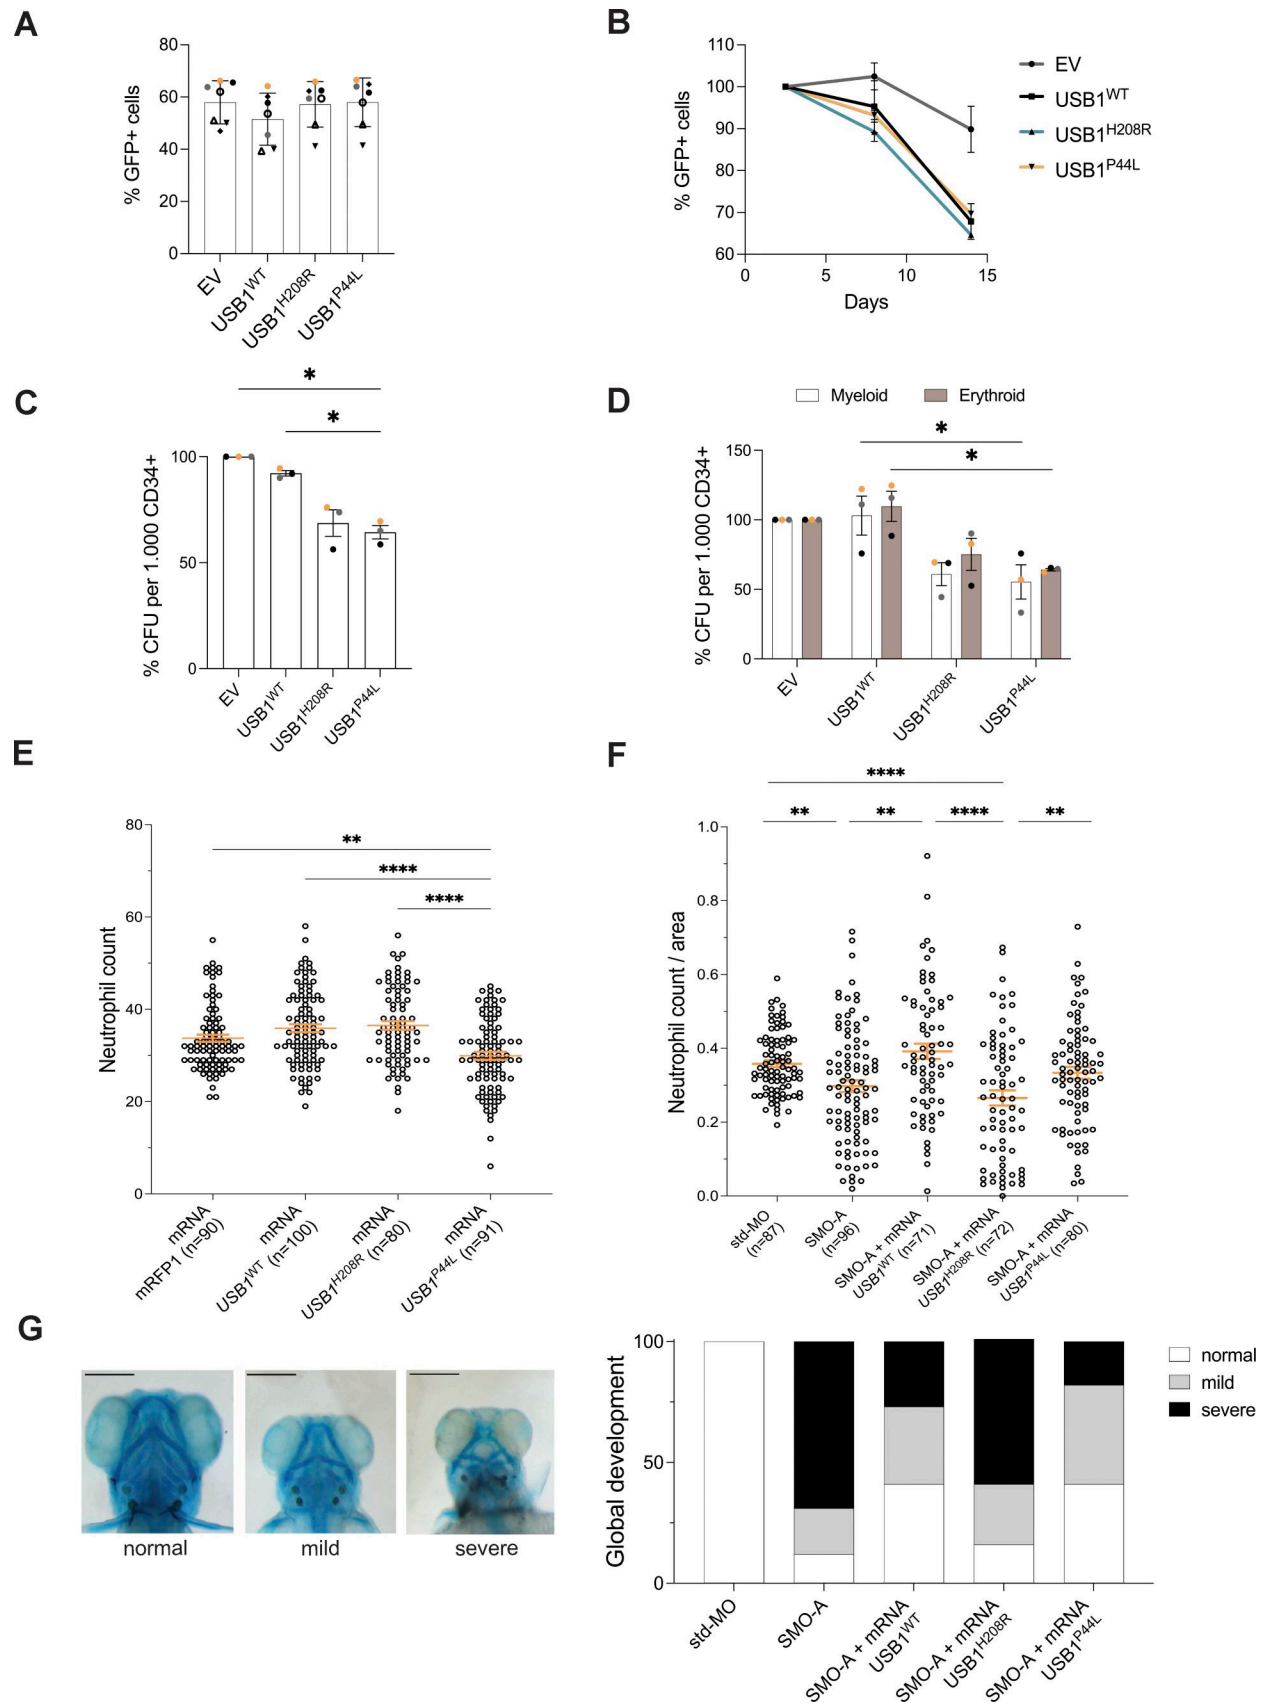 A
80
60
40
20
0
% GFP+ cells
EV
USB1WT
USB1H208R
USB1P44L
B
110
100
90
80
70
60
% GFP+ cells
0
5
10
15
Days
EV
USB1WT
USB1H208R
USB1P44L
C
*
*
100
50
0
% CFU per 1.000 CD34+
EV
USB1WT
USB1H208R
USB1P44L
D
Myeloid
Erythroid
*
*
150
100
50
0
% CFU per 1.000 CD34+
EV
USB1WT
USB1H208R
USB1P44L
E
80
60
40
20
0
Neutrophil count
**
****
****
mRNA
mRFP1 (n=90)
mRNA
USB1WT (n=100)
mRNA
USB1H208R (n=80)
mRNA
USB1P44L (n=91)
F
****
**
**
****
**
1.0
0.8
0.6
0.4
0.2
0.0
Neutrophil count / area
std-MO
(n=87)
SMO-A
(n=96)
SMO-A + mRNA
USB1WT (n=71)
SMO-A + mRNA
USB1H208R (n=72)
SMO-A + mRNA
USB1P44L (n=80)
G
normal
mild
severe
100
50
0
Global development
normal
mild
severe
std-MO
SMO-A
SMO-A + mRNA
USB1WT
SMO-A + mRNA
USB1H208R
SMO-A + mRNA
USB1P44L